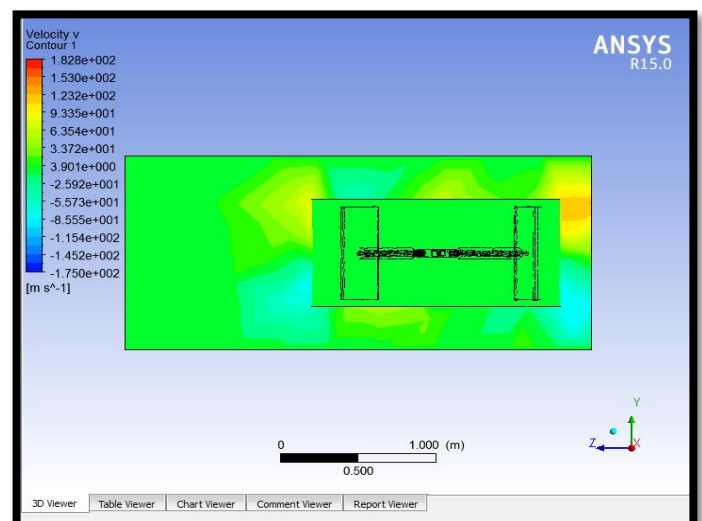 Velocity v
Contour 1
1.828e+002
1.530e+002
1.232e+002
9.335e+001
6.354e+001
3.372e+001
3.901e+000
-2.592e+001
-5.573e+001
-8.555e+001
-1.154e+002
-1.452e+002
-1.750e+002
[m s^-1]
ANSYS
R15.0
0 1.000 (m)
0.500
Y
Z X
3D Viewer Table Viewer Chart Viewer Comment Viewer Report Viewer